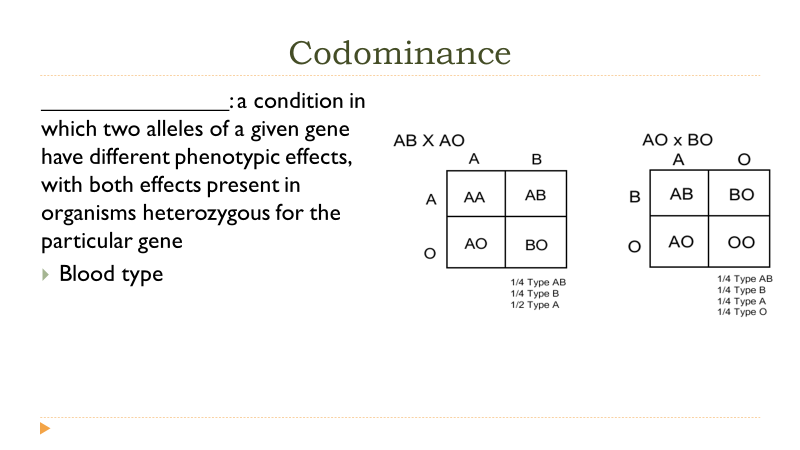 Codominance
_________________: a condition in
which two alleles of a given gene
have different phenotypic effects,
with both effects present in
organisms heterozygous for the
particular gene
Blood type
AB X AO
A B
A AA AB
O AO BO
1/4 Type AB
1/4 Type B
1/2 Type A
AO x BO
A O
B AB BO
O AO OO
1/4 Type AB
1/4 Type B
1/4 Type A
1/4 Type O